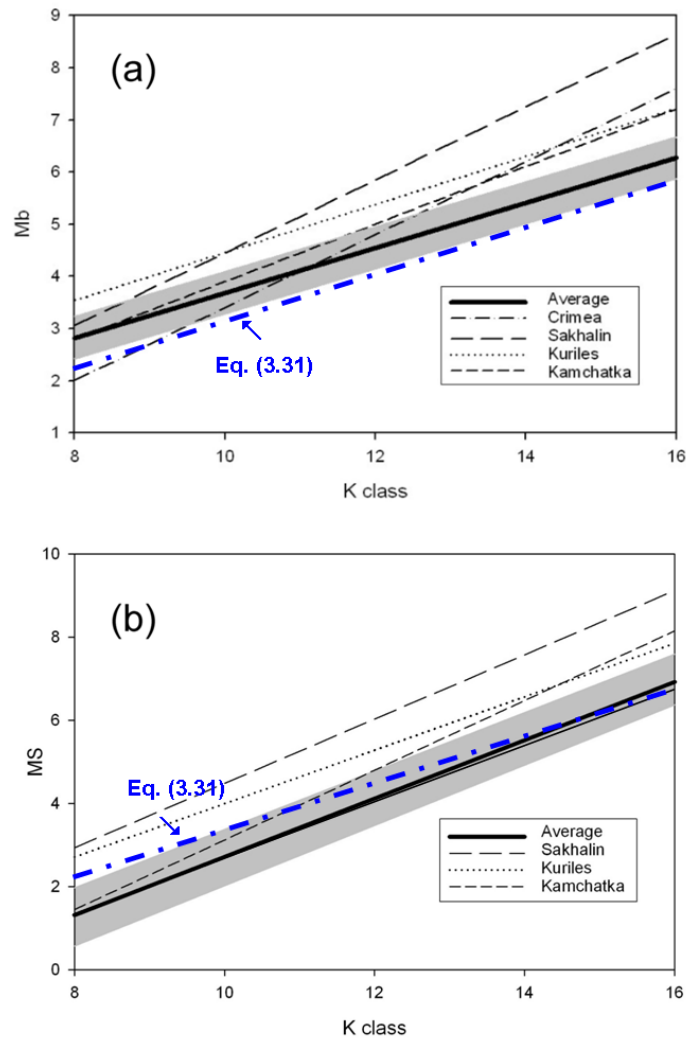 9
8
(a)
7
6
Mb
5
4
Average
Crimea
3
Sakhalin
Kuriles
Eq. (3.31)
Kamchatka
2
1
8 10 12 14 16
K class
10
(b)
8
6
MS
Eq. (3.31)
4
Average
Sakhalin
Kuriles
2
Kamchatka
0
8 10 12 14 16
K class